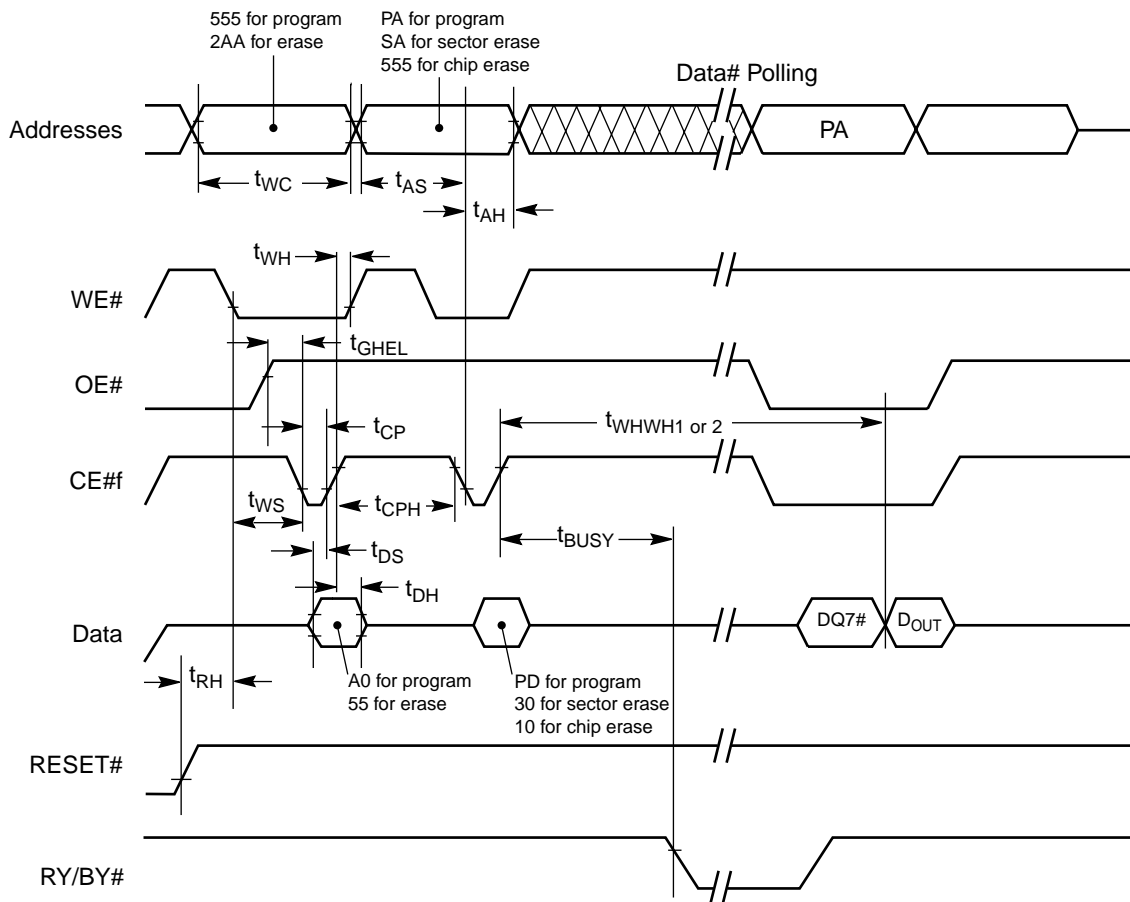 555 for program
2AA for erase
PA for program
SA for sector erase
555 for chip erase
Data# Polling
Addresses
PA
tWC
tAS
tAH
tWH
WE#
tGHEL
OE#
tWHWH1 or 2
tCP
CE#f
tWS
tCPH
tBUSY
tDS
tDH
Data
DQ7#
DOUT
tRH
A0 for program
55 for erase
PD for program
30 for sector erase
10 for chip erase
RESET#
RY/BY#